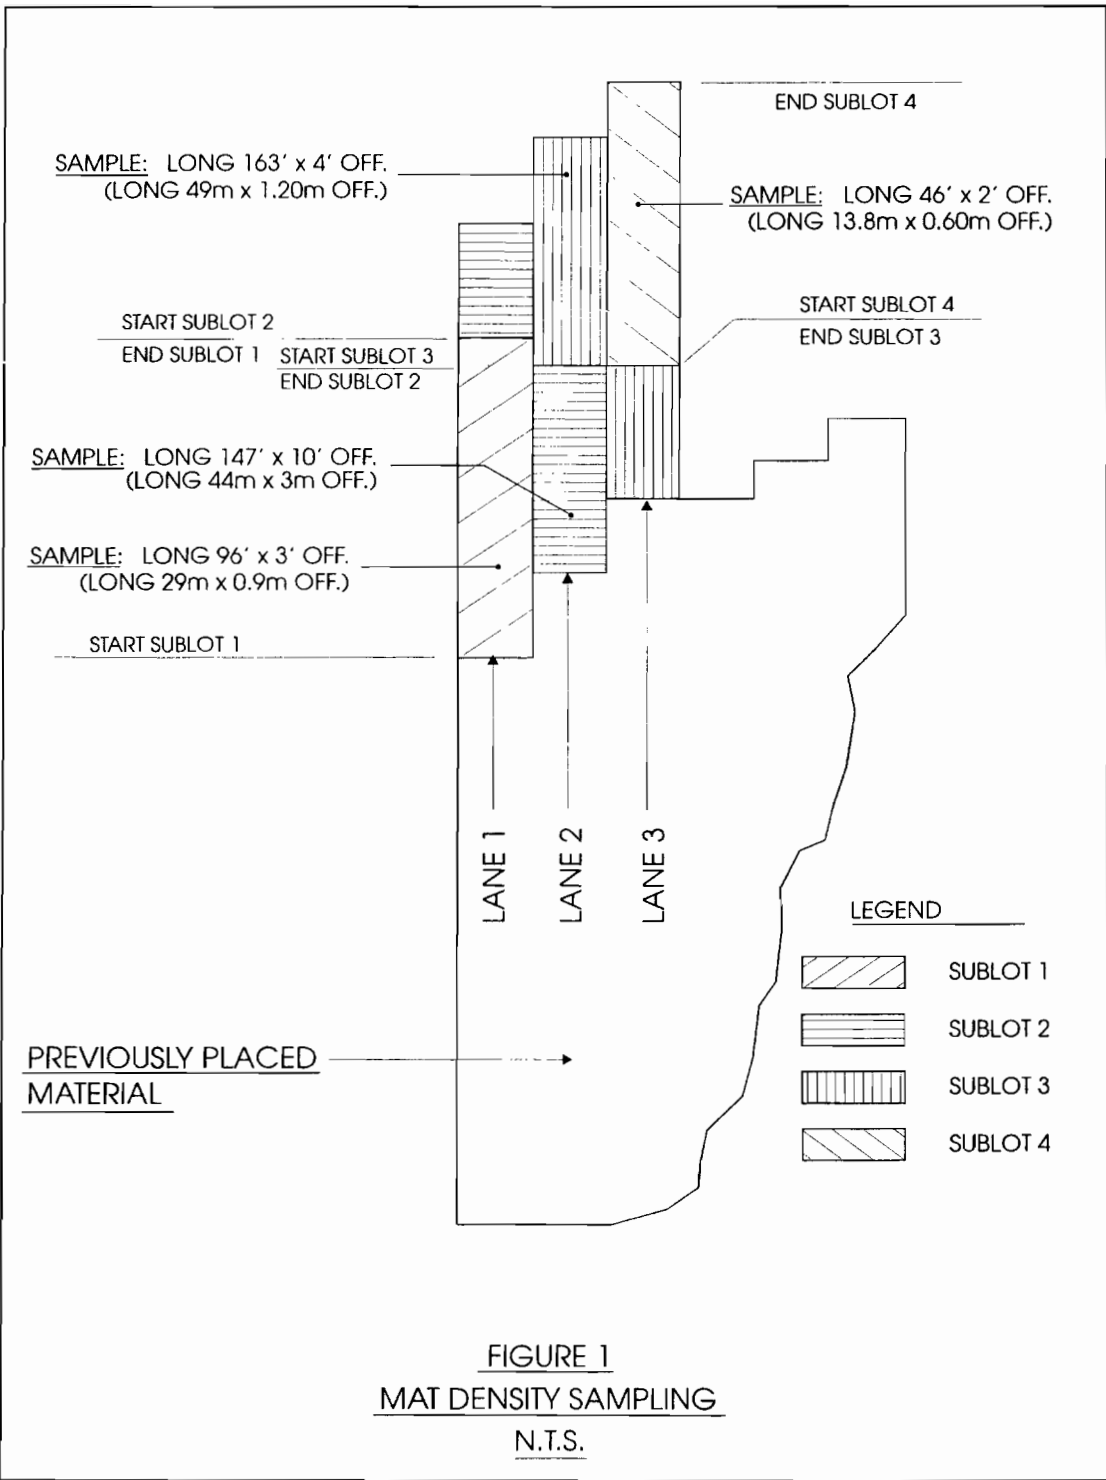 END SUBLOT 4
SAMPLE: LONG 163' x 4' OFF.
(LONG 49m x 1.20m OFF.)
SAMPLE: LONG 46' x 2' OFF.
(LONG 13.8m x 0.60m OFF.)
START SUBLOT 4
END SUBLOT 3
START SUBLOT 2
END SUBLOT 1
START SUBLOT 3
END SUBLOT 2
SAMPLE: LONG 147' x 10' OFF.
(LONG 44m x 3m OFF.)
SAMPLE: LONG 96' x 3' OFF.
(LONG 29m x 0.9m OFF.)
START SUBLOT 1
LANE 1
LANE 2
LANE 3
LEGEND
SUBLOT 1
SUBLOT 2
SUBLOT 3
SUBLOT 4
PREVIOUSLY PLACED
MATERIAL
FIGURE 1
MAT DENSITY SAMPLING
N.T.S.